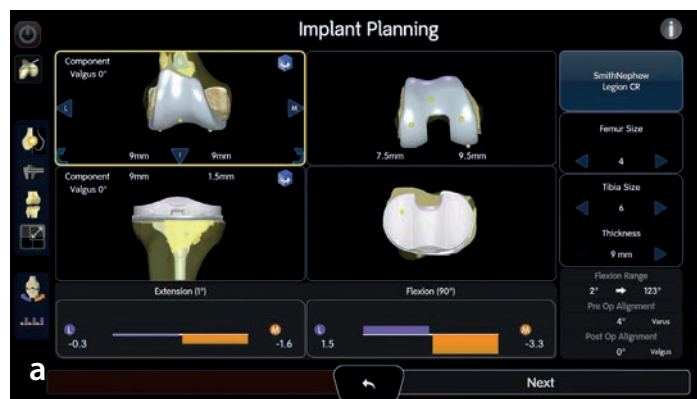 Implant Planning
i
Component
Valgus 0°
L
M
9mm
I
9mm
7.5mm
9.5mm
SmithNephew
Legion CR
Femur Size
4
Component
Valgus 0°
9mm
1.5mm
Tibia Size
6
Thickness
9 mm
Extension (1°)
Flexion (90°)
Flexion Range
2° → 123°
Pre Op Alignment
4° Varus
Post Op Alignment
0° Valgus
L
-0.3
M
-1.6
L
1.5
M
-3.3
a
Next